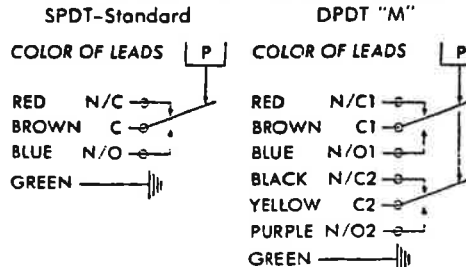 SPDT-Standard
COLOR OF LEADS P
RED N/C
BROWN C
BLUE N/O
GREEN
DPDT "M"
COLOR OF LEADS P
RED N/C1
BROWN C1
BLUE N/O1
BLACK N/C2
YELLOW C2
PURPLE N/O2
GREEN